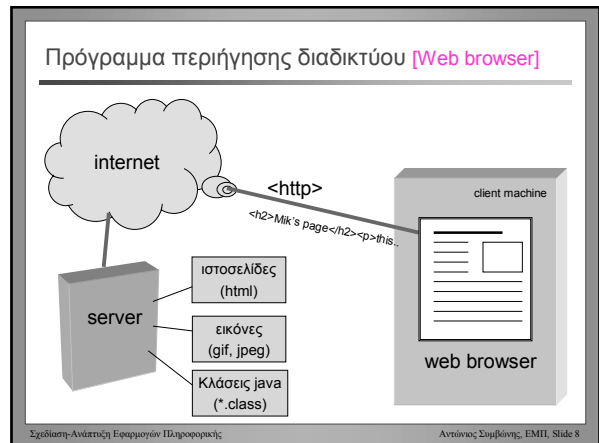 Πρόγραμμα περιήγησης διαδικτύου [Web browser]
internet
<http>
<h2>Mik's page</h2><p>this..
client machine
web browser
server
ιστοσελίδες
(html)
εικόνες
(gif, jpeg)
Κλάσεις java
(*.class)
Σχεδίαση-Ανάπτυξη Εφαρμογών Πληροφορικής
Αντώνιος Συμβώνης, ΕΜΠ, Slide 8